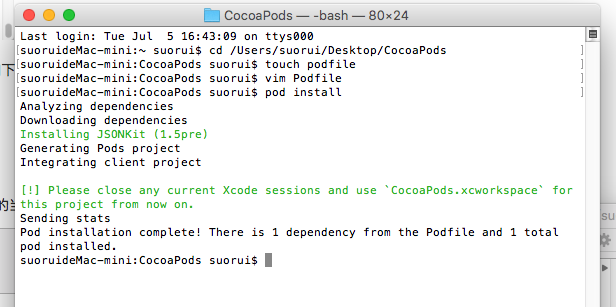 CocoaPods — -bash — 80×24
Last login: Tue Jul  5 16:43:09 on ttys000
[suoruideMac-mini:~ suorui$ cd /Users/suorui/Desktop/CocoaPods ]
[suoruideMac-mini:CocoaPods suorui$ touch podfile ]
[suoruideMac-mini:CocoaPods suorui$ vim Podfile ]
[suoruideMac-mini:CocoaPods suorui$ pod install ]
Analyzing dependencies
Downloading dependencies
Installing JSONKit (1.5pre)
Generating Pods project
Integrating client project
[!] Please close any current Xcode sessions and use `CocoaPods.xcworkspace` for
this project from now on.
Sending stats
Pod installation complete! There is 1 dependency from the Podfile and 1 total
pod installed.
suoruideMac-mini:CocoaPods suorui$
下
的
su